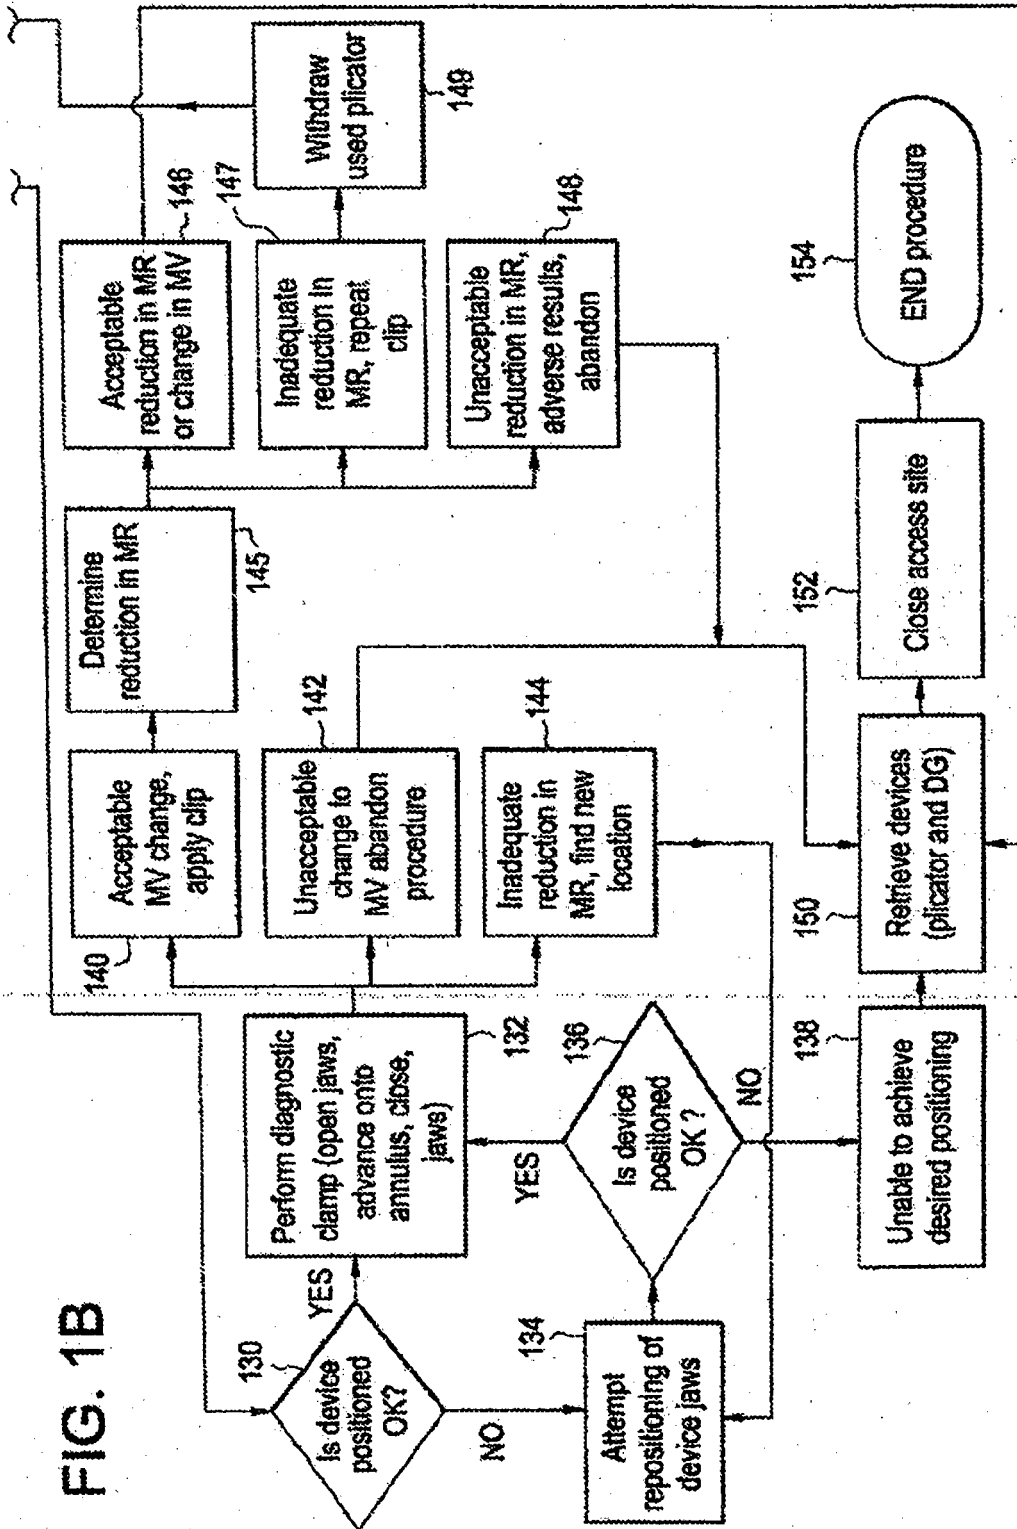 FIG. 1B
Is device
positioned
OK?
130
YES
NO
Perform diagnostic
clamp (open jaws,
advance onto
annulus, close,
jaws)
132
Attempt
repositioning of
device jaws
134
Is device
positioned
OK ?
136
YES
NO
Unable to achieve
desired positioning
138
Acceptable
MV change,
apply clip
140
Unacceptable
change to
MV abandon
procedure
142
Inadequate
reduction in
MR, find new
location
144
Determine
reduction in MR
145
Acceptable
reduction in MR
or change in MV
146
Inadequate
reduction in
MR, repeat
clip
147
Unacceptable
reduction in MR,
adverse results,
abandon
148
Withdraw
used plicator
149
Retrieve devices
(plicator and DG)
150
Close access site
152
END procedure
154